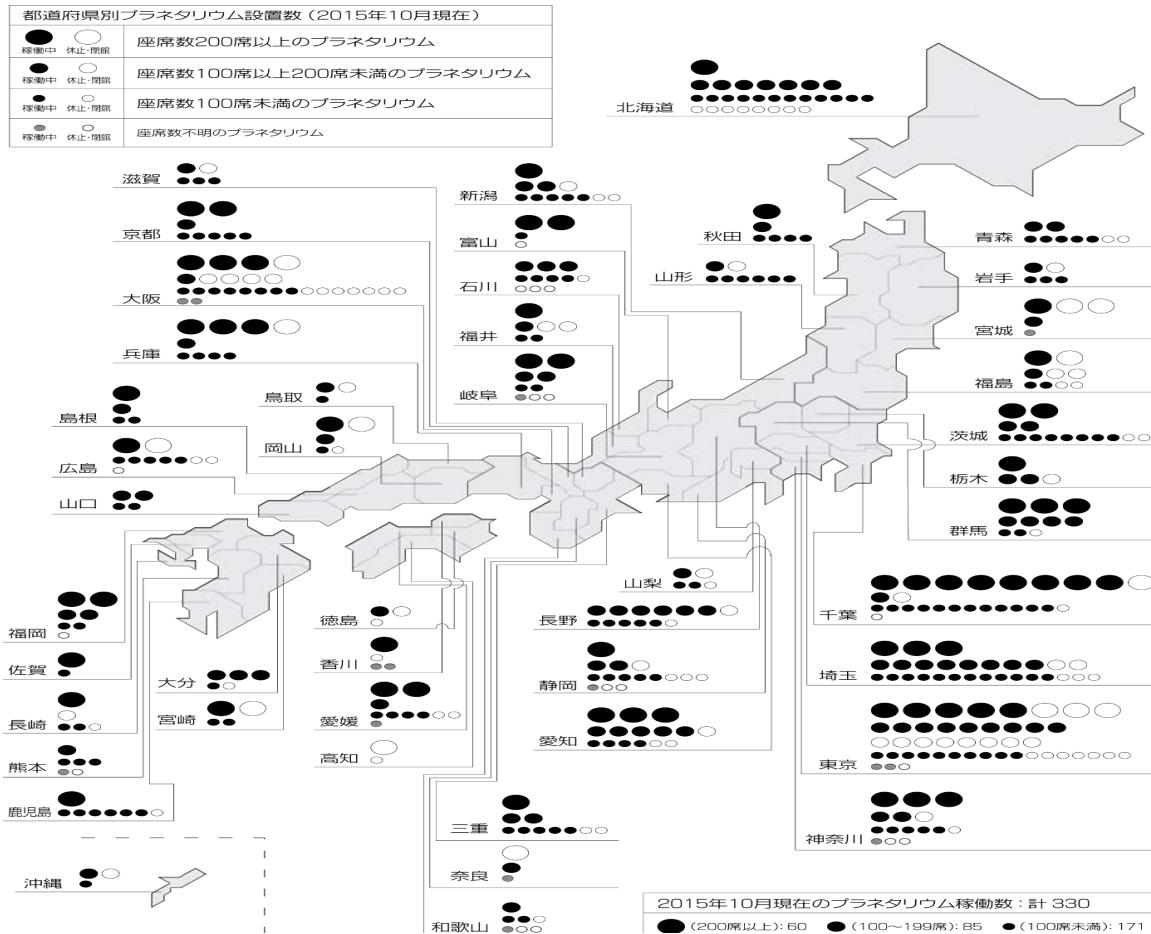 都道府県別プラネタリウム設置数（2015年10月現在）
稼働中 休止・閉館 座席数200席以上のプラネタリウム
稼働中 休止・閉館 座席数100席以上200席未満のプラネタリウム
稼働中 休止・閉館 座席数100席未満のプラネタリウム
稼働中 休止・閉館 座席数不明のプラネタリウム
北海道
滋賀
京都
大阪
兵庫
新潟
富山
石川
福井
岐阜
秋田
山形
青森
岩手
宮城
福島
茨城
栃木
群馬
島根
広島
山口
鳥取
岡山
福岡
佐賀
長崎
熊本
鹿児島
大分
宮崎
徳島
香川
愛媛
高知
山梨
長野
静岡
愛知
千葉
埼玉
東京
神奈川
三重
奈良
和歌山
沖縄
2015年10月現在のプラネタリウム稼働数：計 330
(200席以上)：60 (100～199席)：85 (100席未満)：171